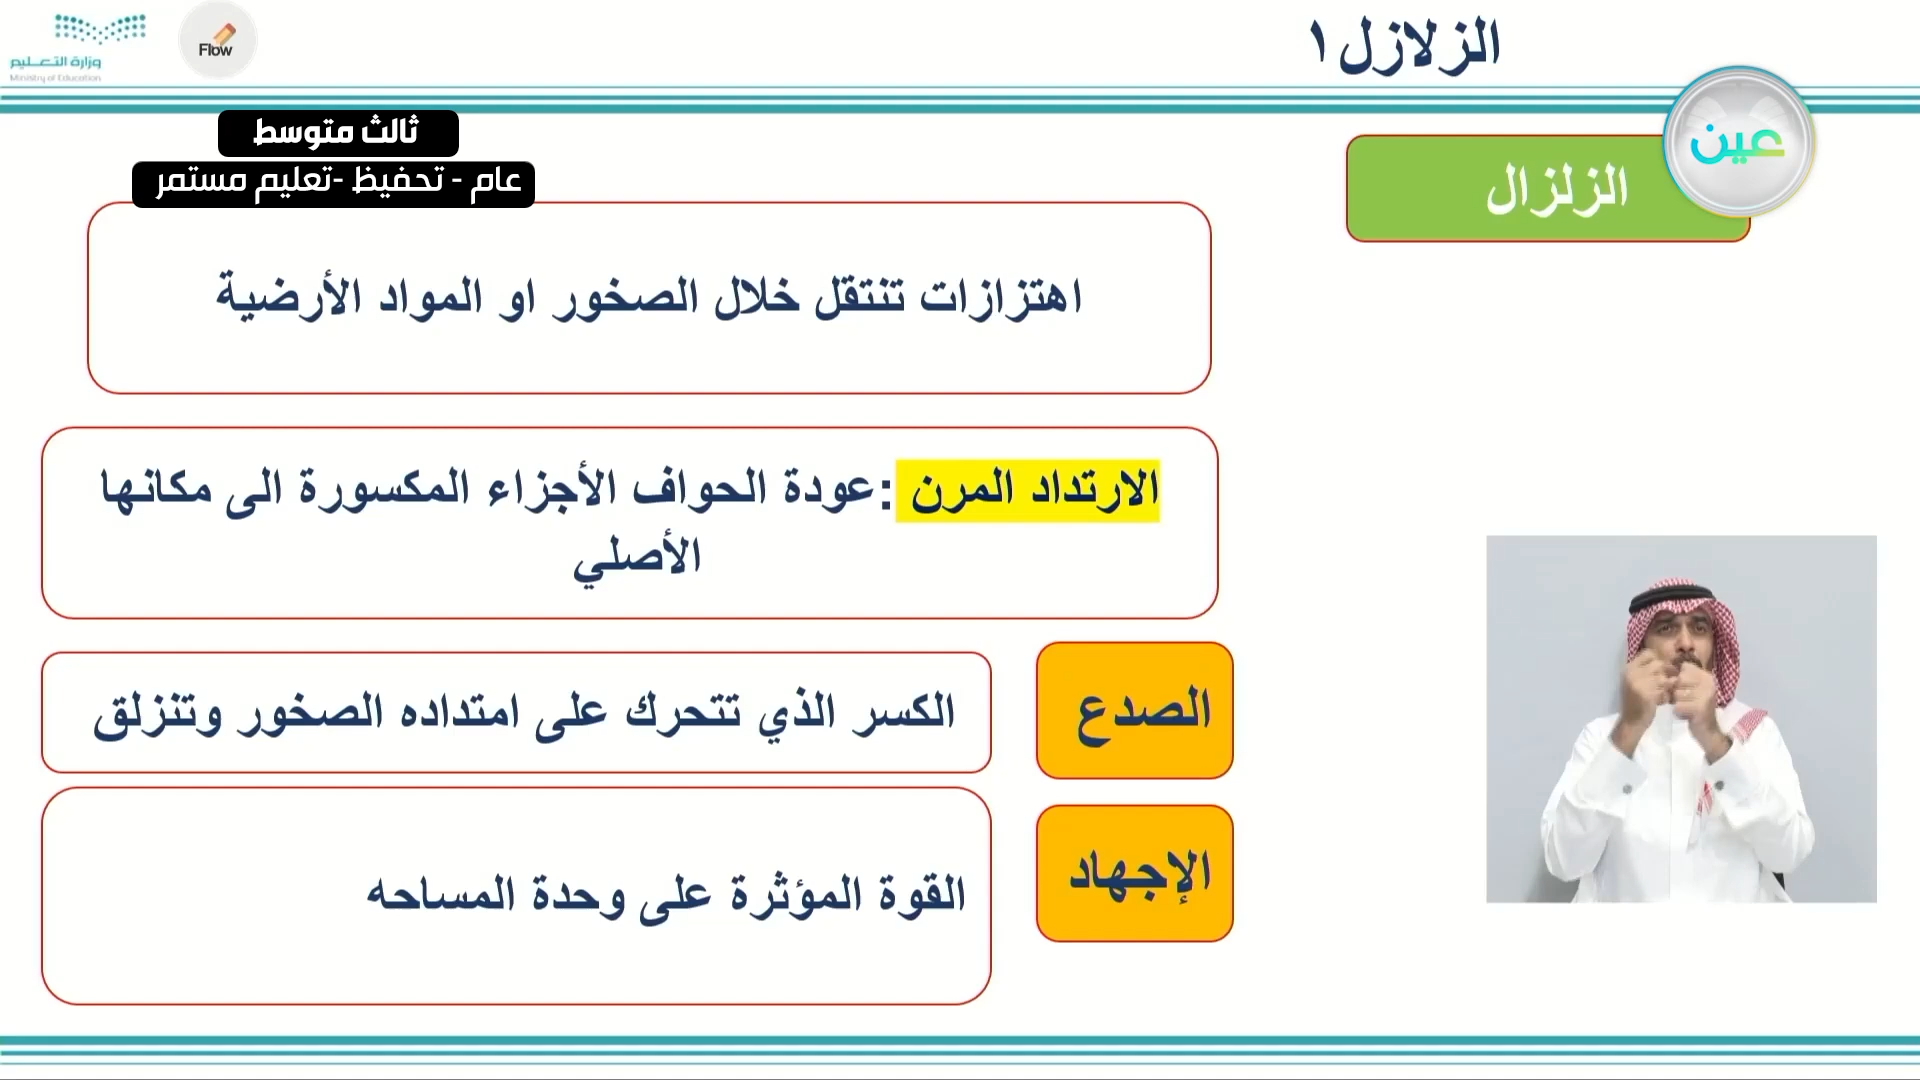 الزلازل ١
Flow
وزارة التعليم
Ministry of Education
عين
ثالث متوسط
عام - تحفيظ -تعليم مستمر
الزلزال
اهتزازات تنتقل خلال الصخور او المواد الأرضية
الارتداد المرن :عودة الحواف الأجزاء المكسورة الى مكانها
الأصلي
الصدع
الكسر الذي تتحرك على امتداده الصخور وتنزلق
الإجهاد
القوة المؤثرة على وحدة المساحه